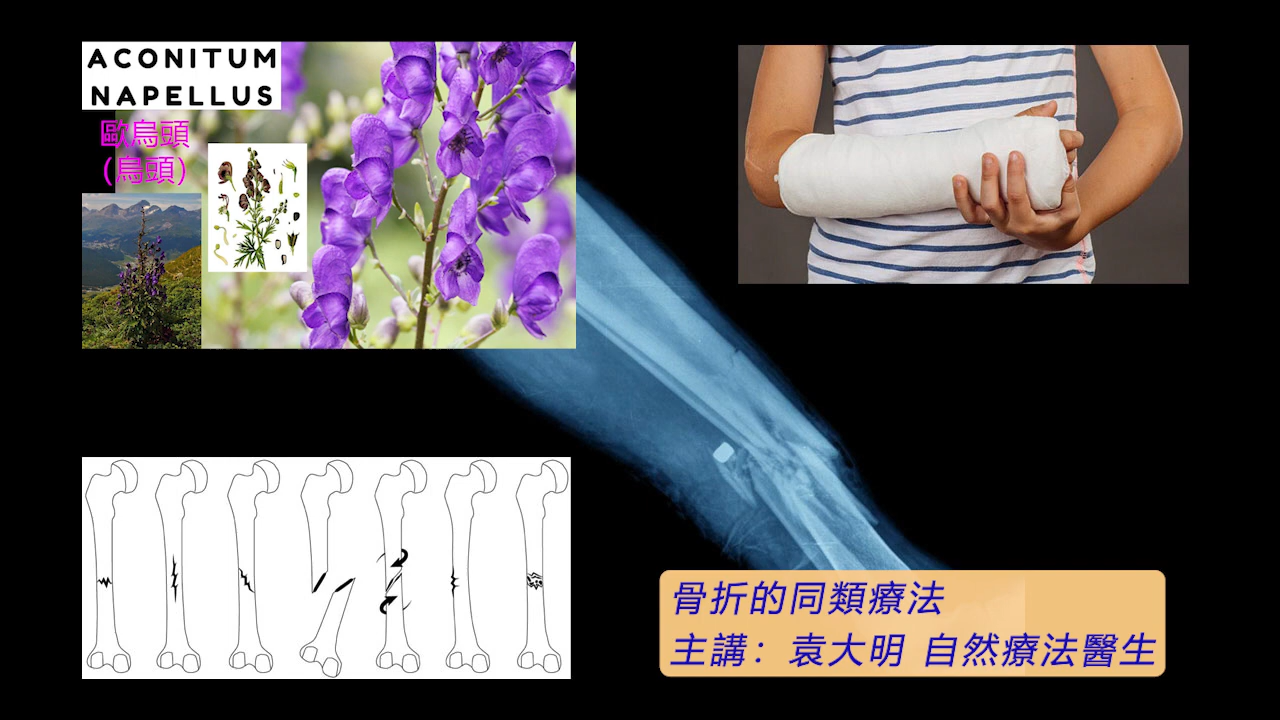 ACONITUM
NAPELLUS
歐烏頭
(烏頭)
骨折的同類療法
主講：袁大明 自然療法醫生